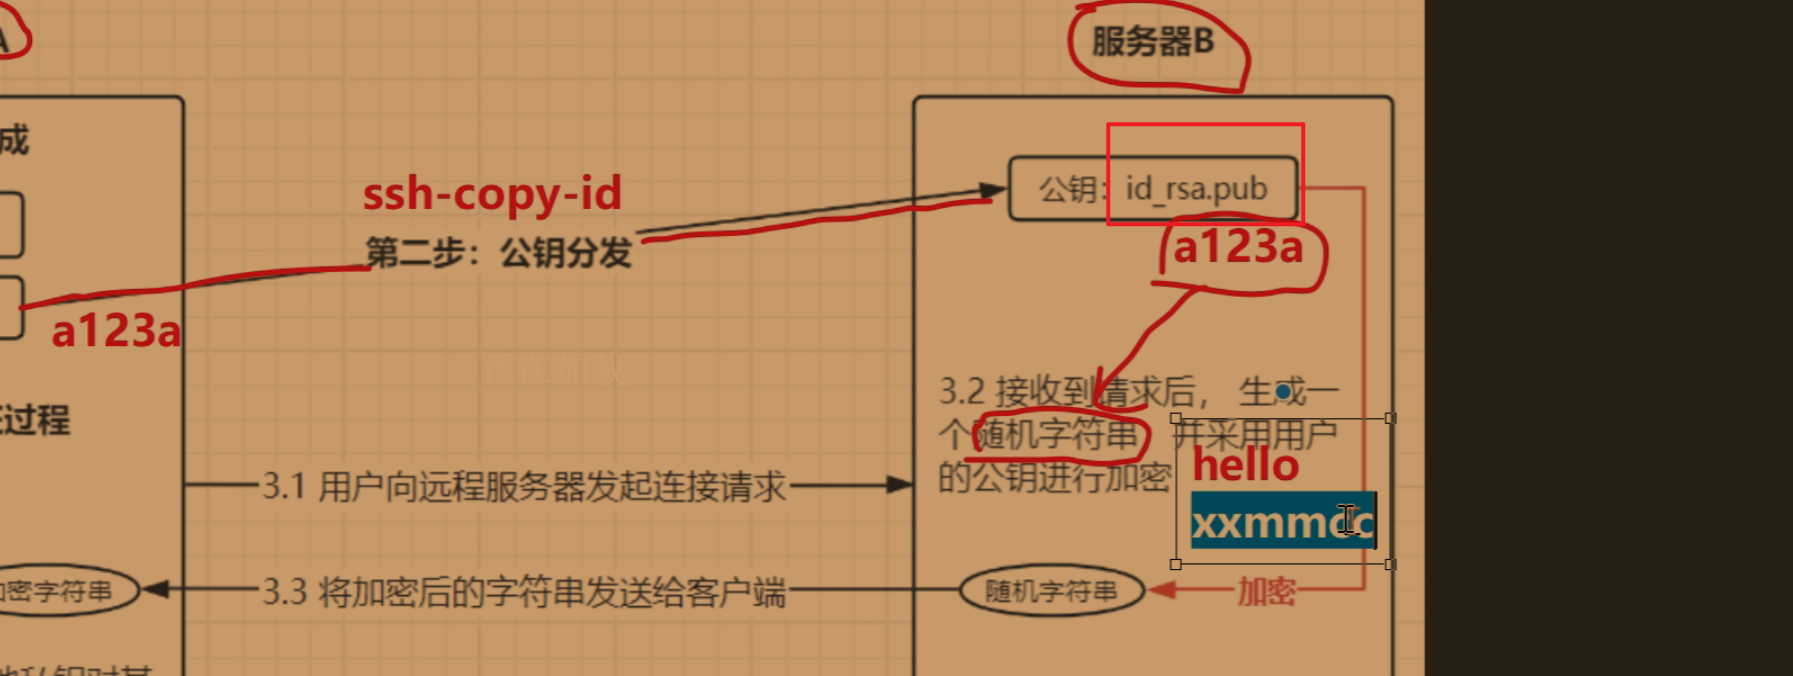 A
服务器B
成
公钥：id_rsa.pub
ssh-copy-id
第二步：公钥分发
a123a
a123a
过程
3.2 接收到请求后，生成一
个随机字符串 并采用用户
的公钥进行加密
hello
xxmmcc
3.1 用户向远程服务器发起连接请求
密字符串
3.3 将加密后的字符串发送给客户端
随机字符串
加密